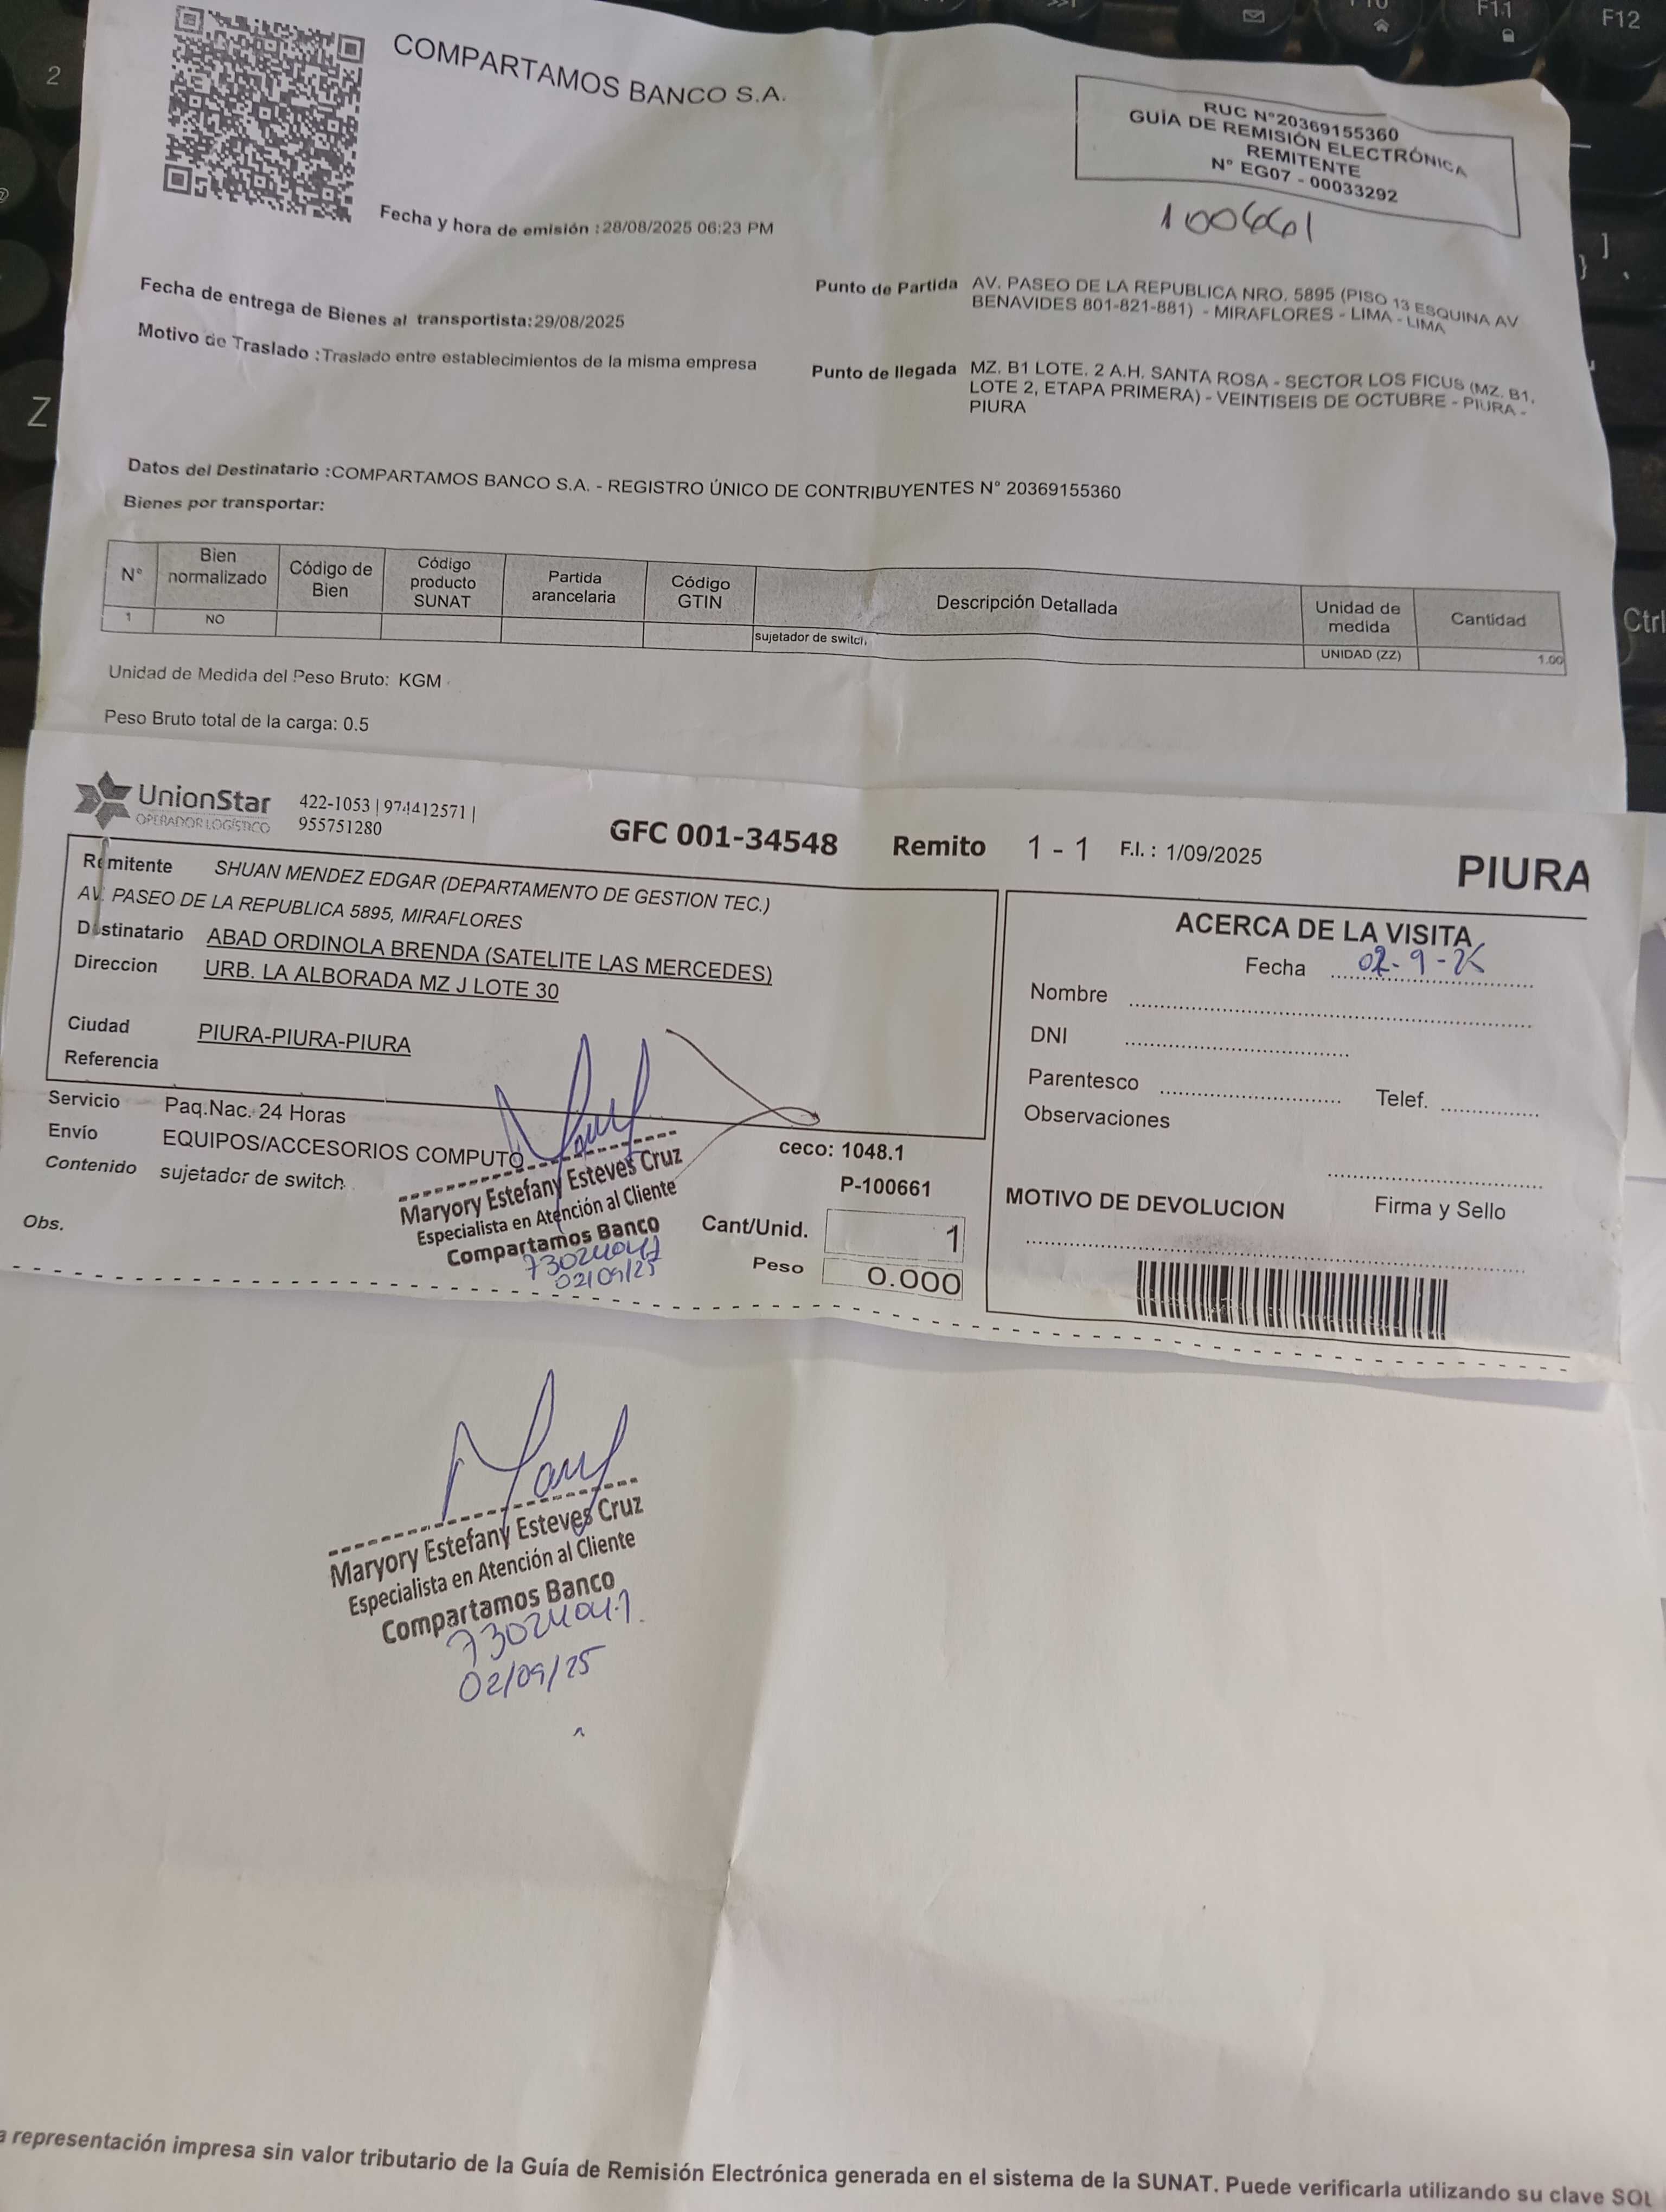 COMPARTAMOS BANCO S.A.
RUC N°20369155360
GUÍA DE REMISIÓN ELECTRÓNICA
REMITENTE
N° EG07 - 00033292
100661
Fecha y hora de emisión :28/08/2025 06:23 PM
Fecha de entrega de Bienes al transportista:29/08/2025
Motivo de Traslado :Traslado entre establecimientos de la misma empresa
Punto de Partida AV. PASEO DE LA REPUBLICA NRO. 5895 (PISO 13 ESQUINA AV
BENAVIDES 801-821-881) - MIRAFLORES - LIMA - LIMA
Punto de llegada MZ. B1 LOTE. 2 A.H. SANTA ROSA - SECTOR LOS FICUS (MZ. B1,
LOTE 2, ETAPA PRIMERA) - VEINTISEIS DE OCTUBRE - PIURA -
PIURA
Datos del Destinatario :COMPARTAMOS BANCO S.A. - REGISTRO ÚNICO DE CONTRIBUYENTES N° 20369155360
Bienes por transportar:
N° Bien normalizado Código de Bien Código producto SUNAT Partida arancelaria Código GTIN Descripción Detallada Unidad de medida Cantidad
1 NO sujetador de switch UNIDAD (ZZ) 1.00
Unidad de Medida del Peso Bruto: KGM
Peso Bruto total de la carga: 0.5
UnionStar
OPERADOR LOGÍSTICO
422-1053 | 974412571 |
955751280
GFC 001-34548 Remito 1 - 1 F.I. : 1/09/2025 PIURA
Remitente SHUAN MENDEZ EDGAR (DEPARTAMENTO DE GESTION TEC.)
AV. PASEO DE LA REPUBLICA 5895, MIRAFLORES
Destinatario ABAD ORDINOLA BRENDA (SATELITE LAS MERCEDES)
Direccion URB. LA ALBORADA MZ J LOTE 30
Ciudad PIURA-PIURA-PIURA
Referencia
Servicio Paq.Nac. 24 Horas
Envío EQUIPOS/ACCESORIOS COMPUTO
Contenido sujetador de switch
Obs.
ceco: 1048.1
P-100661
Cant/Unid. 1
Peso 0.000
Maryory Estefany Esteves Cruz
Especialista en Atención al Cliente
Compartamos Banco
73024041
02/09/25
ACERCA DE LA VISITA
Fecha 02-9-25
Nombre
DNI
Parentesco Telef.
Observaciones
MOTIVO DE DEVOLUCION Firma y Sello
Maryory Estefany Esteves Cruz
Especialista en Atención al Cliente
Compartamos Banco
73024041
02/09/25
a representación impresa sin valor tributario de la Guía de Remisión Electrónica generada en el sistema de la SUNAT. Puede verificarla utilizando su clave SOL
2
Z
F11
F12
Ctrl